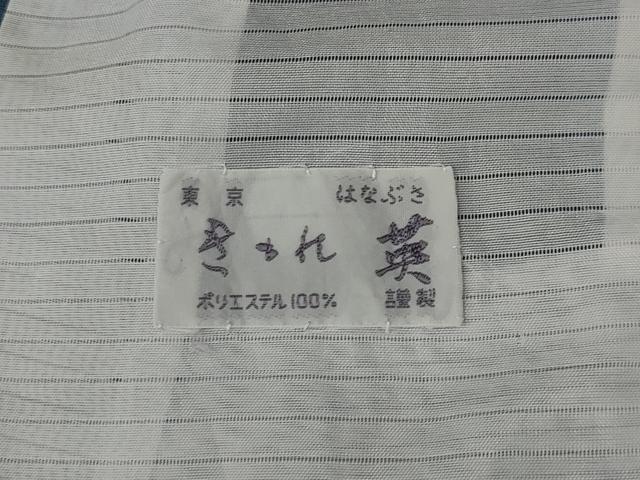 東京 はなぶさ
きもれ 英
ポリエステル100% 謹製